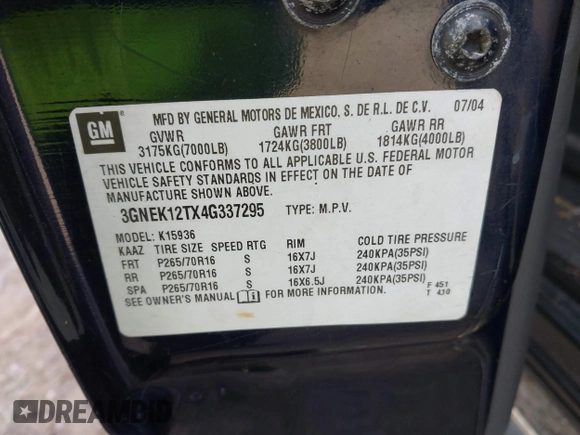 GM
MFD BY GENERAL MOTORS DE MEXICO, S. DE R.L. DE C.V. 07/04
GVWR GAWR FRT GAWR RR
3175KG(7000LB) 1724KG(3800LB) 1814KG(4000LB)
THIS VEHICLE CONFORMS TO ALL APPLICABLE U.S. FEDERAL MOTOR
VEHICLE SAFETY STANDARDS IN EFFECT ON THE DATE OF
MANUFACTURE SHOWN ABOVE.
3GNEK12TX4G337295 TYPE: M.P.V.
MODEL: K15936
KAAZ TIRE SIZE SPEED RTG RIM COLD TIRE PRESSURE
FRT P265/70R16 S 16X7J 240KPA(35PSI)
RR P265/70R16 S 16X7J 240KPA(35PSI)
SPA P265/70R16 S 16X6.5J 240KPA(35PSI)
SEE OWNER'S MANUAL FOR MORE INFORMATION
F 451
T 430
DREAMBID